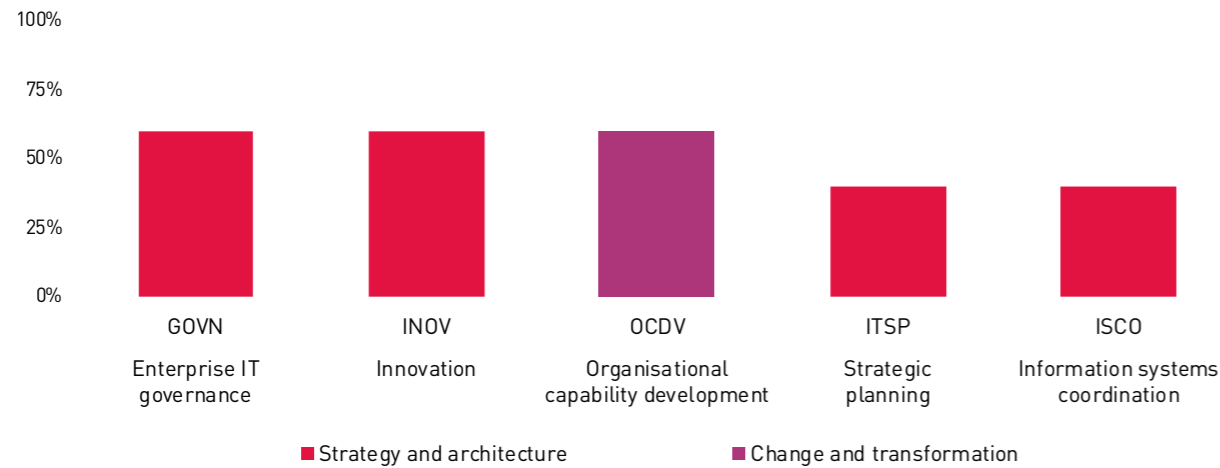 100%
75%
50%
25%
0%
GOVN
INOV
OCDV
ITSP
ISCO
Enterprise IT
governance
Innovation
Organisational
capability development
Strategic
planning
Information systems
coordination
Strategy and architecture
Change and transformation